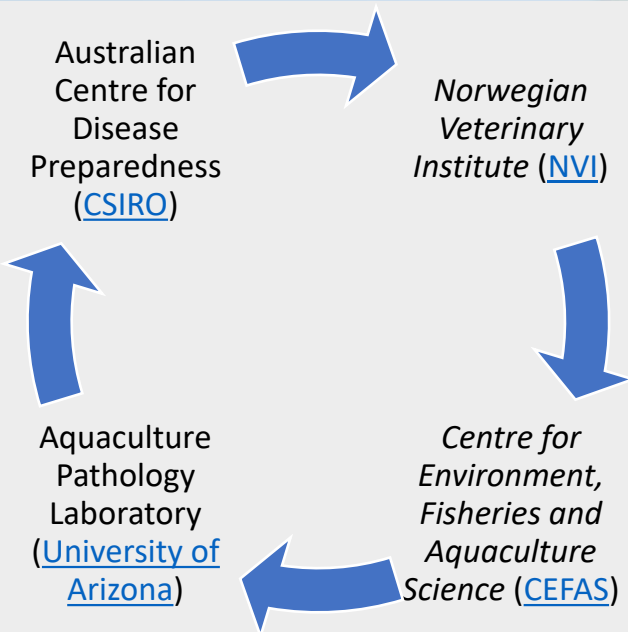 Australian
Centre for
Disease
Preparedness
(CSIRO)
Norwegian
Veterinary
Institute (NVI)
Centre for
Environment,
Fisheries and
Aquaculture
Science (CEFAS)
Aquaculture
Pathology
Laboratory
(University of
Arizona)